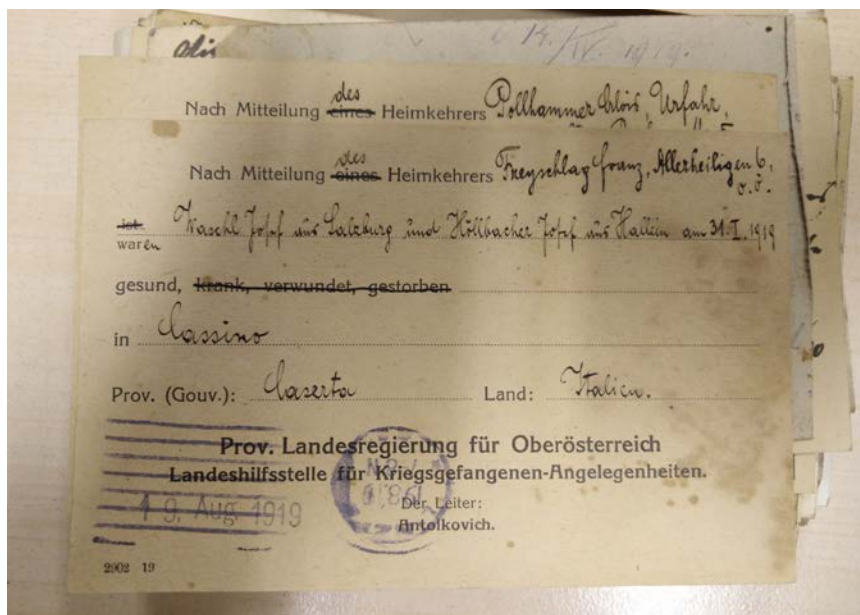 14./IV. 1919.
des
Nach Mitteilung eines Heimkehrers Pollhammer Alois, Urfahr,
des
Nach Mitteilung eines Heimkehrers Freyschlag Franz, Allerheiligen 6,
O.Ö.
ist Waschl Josef aus Salzburg und Höllbacher Josef aus Hallein am 31.I.1919
waren
gesund, krank, verwundet, gestorben
in Cassino
Prov. (Gouv.): Caserta Land: Italien.
Prov. Landesregierung für Oberösterreich
Landeshilfsstelle für Kriegsgefangenen-Angelegenheiten.
Der Leiter:
Antolkovich.
19. Aug. 1919
2902 19